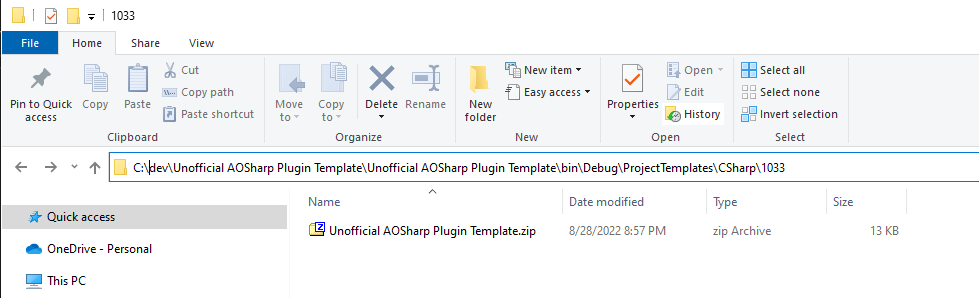 1033
File Home Share View
Pin to Quick access
Copy
Paste
Cut
Copy path
Paste shortcut
Clipboard
Move to
Copy to
Delete
Rename
Organize
New folder
New item
Easy access
New
Properties
Open
Edit
History
Open
Select all
Select none
Invert selection
Select
C:\dev\Unofficial AOSharp Plugin Template\Unofficial AOSharp Plugin Template\bin\Debug\ProjectTemplates\CSharp\1033
Name Date modified Type Size
Quick access
Unofficial AOSharp Plugin Template.zip 8/28/2022 8:57 PM zip Archive 13 KB
OneDrive - Personal
This PC